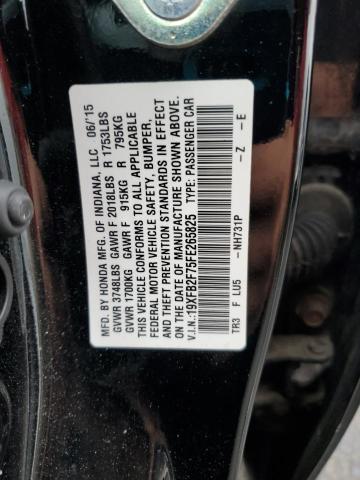 MFD. BY HONDA MFG. OF INDIANA, LLC 06/'15
GVWR 3748LBS GAWR F 2018LBS, R 1753LBS
GVWR 1700KG GAWR F 915KG R 795KG
THIS VEHICLE CONFORMS TO ALL APPLICABLE
FEDERAL MOTOR VEHICLE SAFETY, BUMPER,
AND THEFT PREVENTION STANDARDS IN EFFECT
ON THE DATE OF MANUFACTURE SHOWN ABOVE.
V.I.N.:19XFB2F75FE265825 TYPE: PASSENGER CAR
–NH731P –Z –E
TR3 F LU5